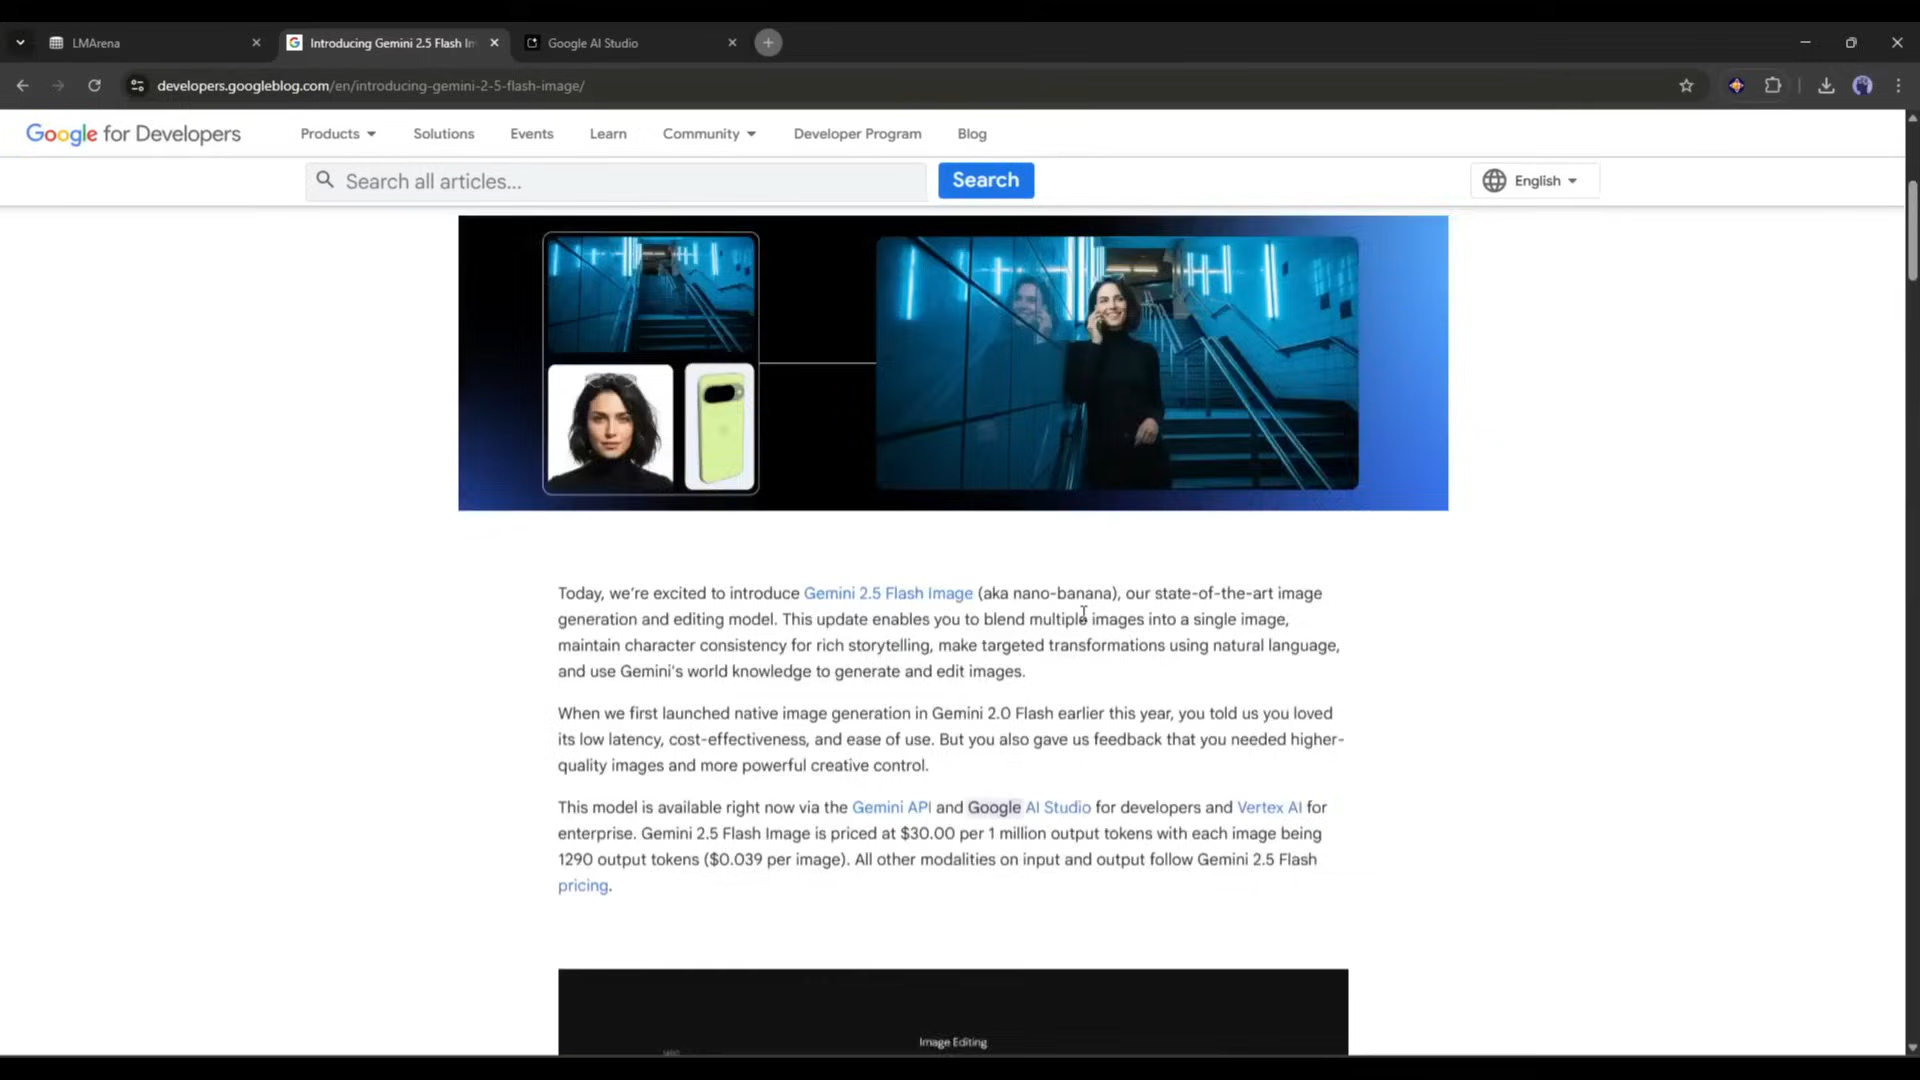 LMArena
Introducing Gemini 2.5 Flash Im
Google AI Studio
developers.googleblog.com/en/introducing-gemini-2-5-flash-image/
Google for Developers
Products
Solutions
Events
Learn
Community
Developer Program
Blog
Search all articles...
Search
English
Today, we're excited to introduce Gemini 2.5 Flash Image (aka nano-banana), our state-of-the-art image
generation and editing model. This update enables you to blend multiple images into a single image,
maintain character consistency for rich storytelling, make targeted transformations using natural language,
and use Gemini's world knowledge to generate and edit images.
When we first launched native image generation in Gemini 2.0 Flash earlier this year, you told us you loved
its low latency, cost-effectiveness, and ease of use. But you also gave us feedback that you needed higher-
quality images and more powerful creative control.
This model is available right now via the Gemini API and Google AI Studio for developers and Vertex AI for
enterprise. Gemini 2.5 Flash Image is priced at $30.00 per 1 million output tokens with each image being
1290 output tokens ($0.039 per image). All other modalities on input and output follow Gemini 2.5 Flash
pricing.
Image Editing